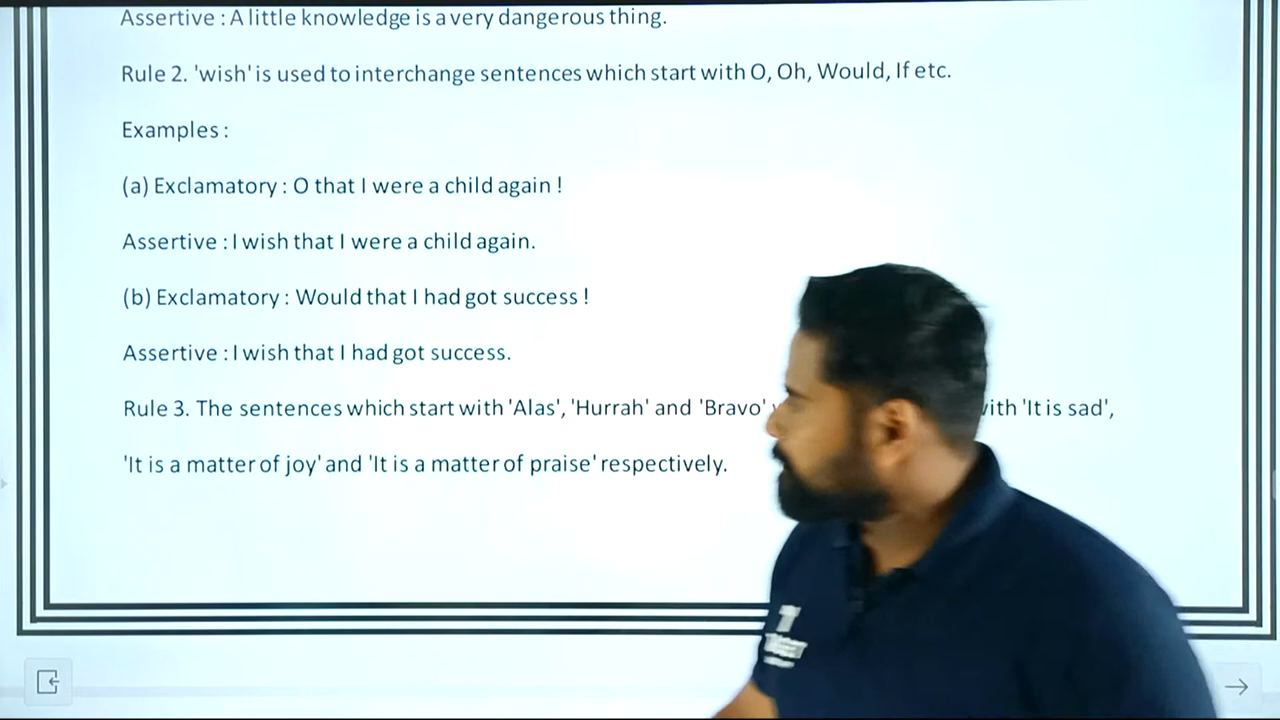 Assertive : A little knowledge is a very dangerous thing.
Rule 2. 'wish' is used to interchange sentences which start with O, Oh, Would, If etc.
Examples :
(a) Exclamatory : O that I were a child again !
Assertive : I wish that I were a child again.
(b) Exclamatory : Would that I had got success !
Assertive : I wish that I had got success.
Rule 3. The sentences which start with 'Alas', 'Hurrah' and 'Bravo' with 'It is sad',
'It is a matter of joy' and 'It is a matter of praise' respectively.